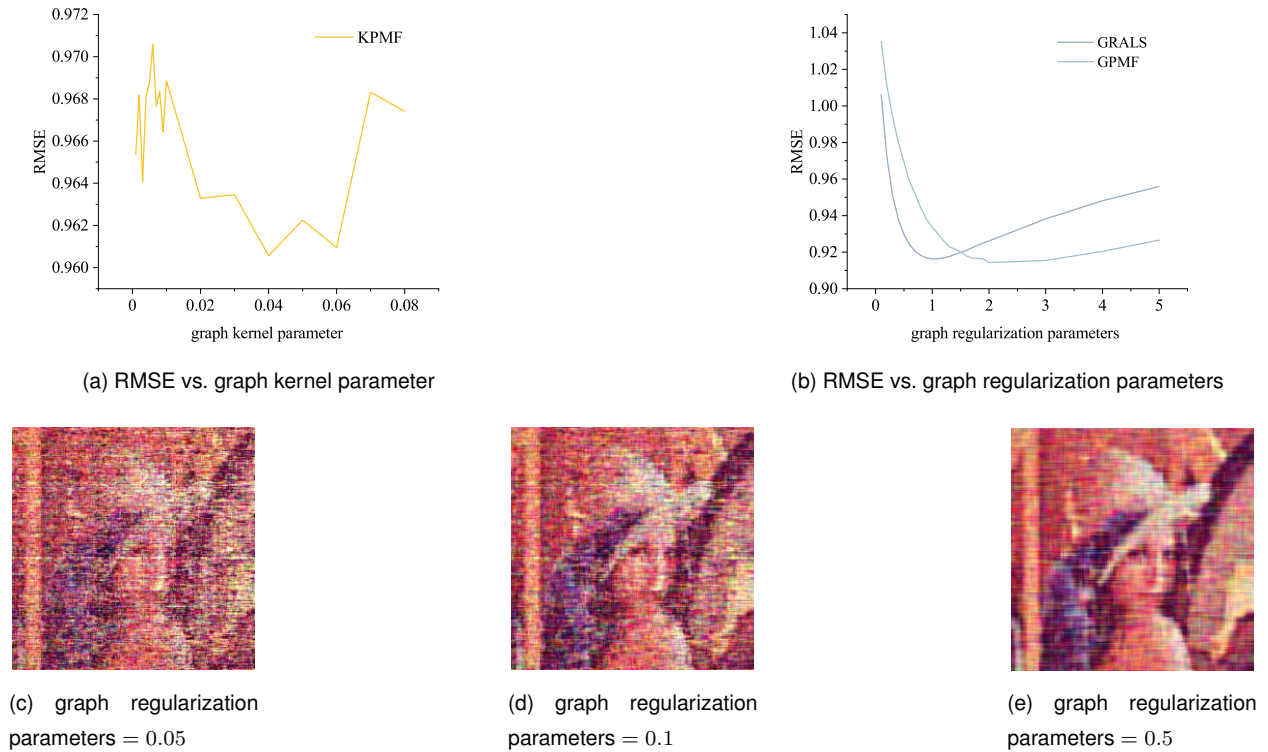 0.972
0.970
0.968
0.966
0.964
0.962
0.960
RMSE
KPMF
0
0.02
0.04
0.06
0.08
graph kernel parameter
(a) RMSE vs. graph kernel parameter
1.04
1.02
1.00
0.98
0.96
0.94
0.92
0.90
RMSE
GRALS
GPMF
0
1
2
3
4
5
graph regularization parameters
(b) RMSE vs. graph regularization parameters
(c) graph regularization
parameters = 0.05
(d) graph regularization
parameters = 0.1
(e) graph regularization
parameters = 0.5